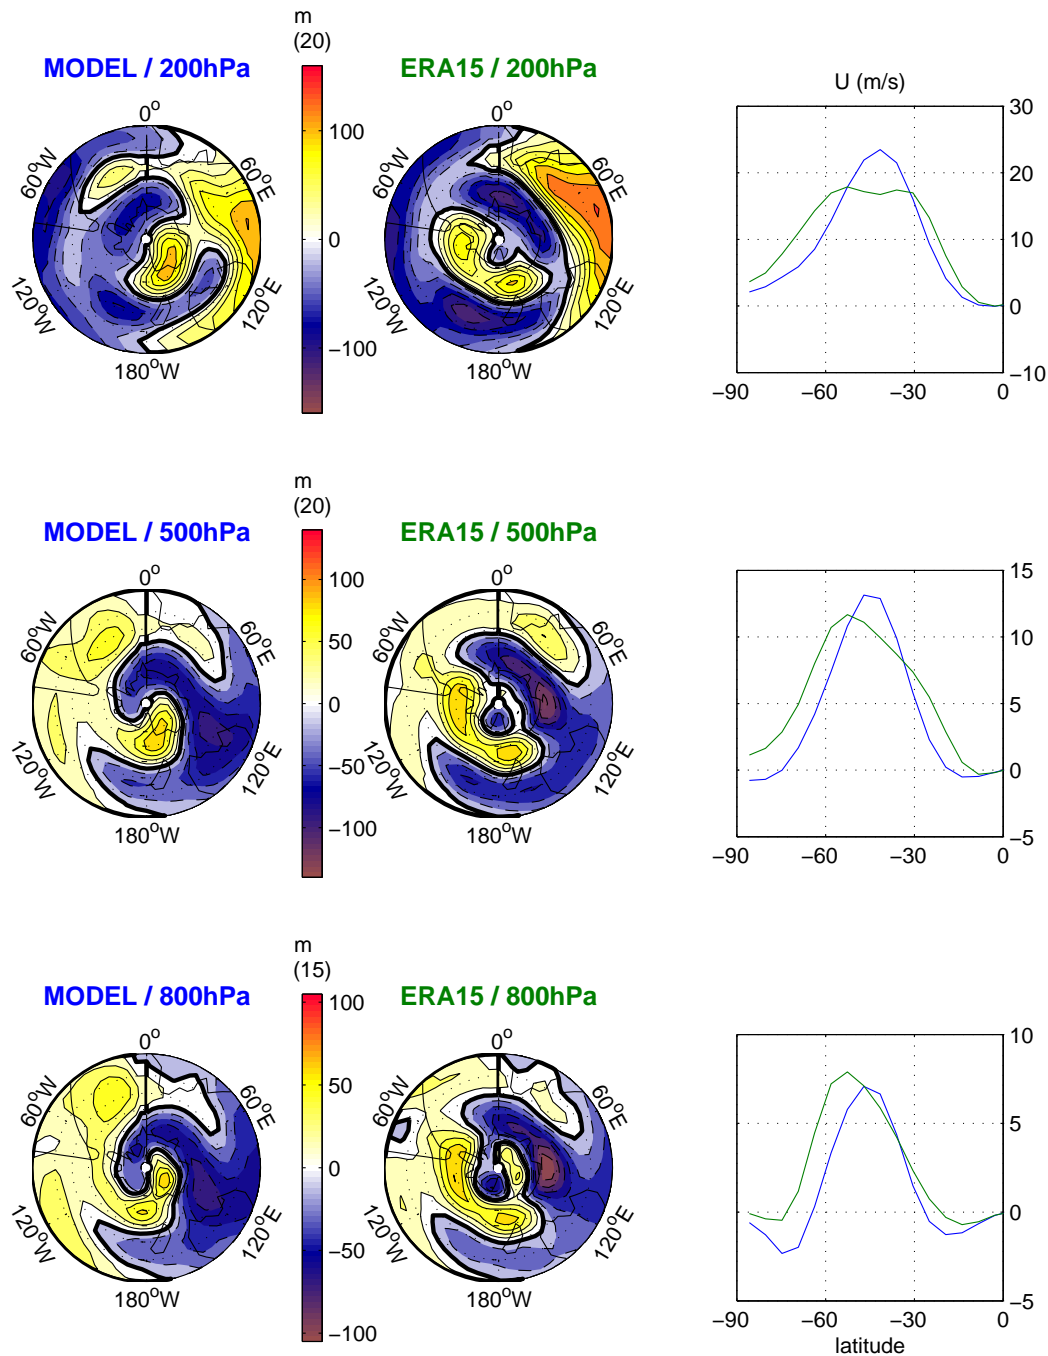 m
(20)
MODEL / 200hPa
ERA15 / 200hPa
U (m/s)
0°
60°W
60°E
120°W
120°E
180°W
100
0
−100
0°
60°W
60°E
120°W
120°E
180°W
30
20
10
0
−10
−90
−60
−30
0
m
(20)
MODEL / 500hPa
ERA15 / 500hPa
0°
60°W
60°E
120°W
120°E
180°W
100
50
0
−50
−100
0°
60°W
60°E
120°W
120°E
180°W
15
10
5
0
−5
−90
−60
−30
0
m
(15)
MODEL / 800hPa
ERA15 / 800hPa
0°
60°W
60°E
120°W
120°E
180°W
100
50
0
−50
−100
0°
60°W
60°E
120°W
120°E
180°W
10
5
0
−5
−90
−60
−30
0
latitude